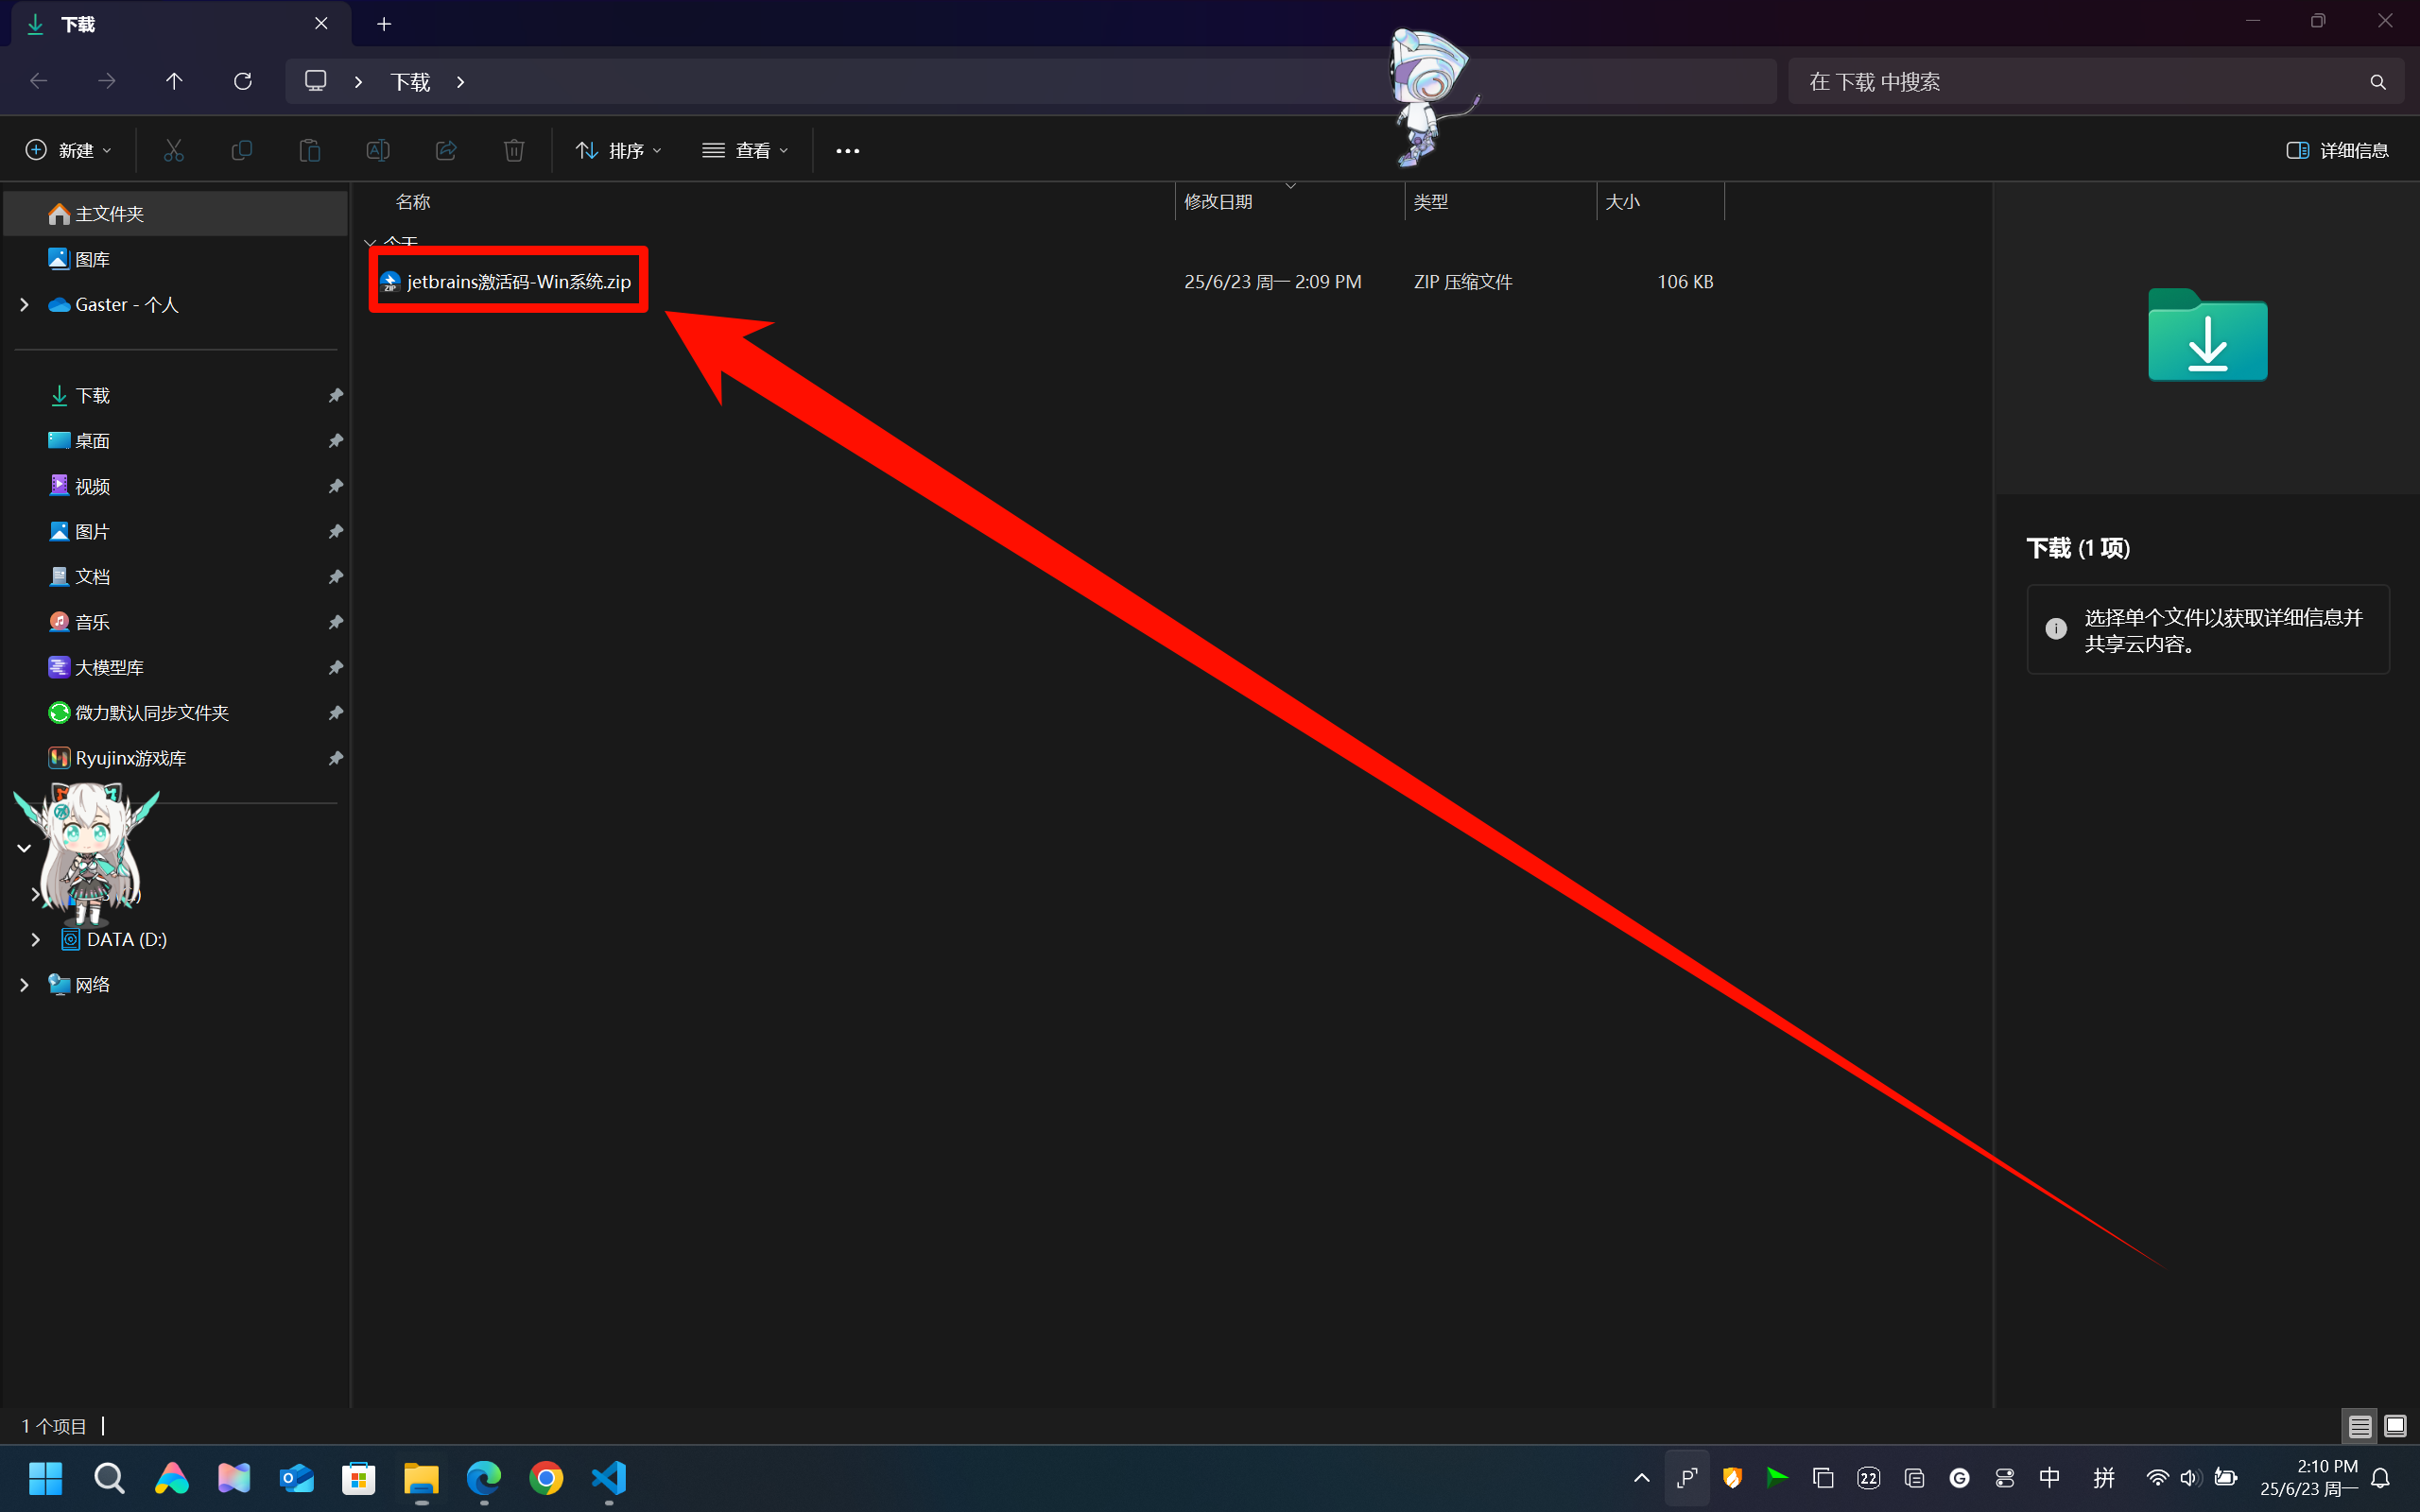 下载
下载
在 下载 中搜索
新建
排序
查看
详细信息
名称
修改日期
类型
大小
主文件夹
图库
Gaster - 个人
今天
jetbrains激活码-Win系统.zip
25/6/23 周一 2:09 PM
ZIP 压缩文件
106 KB
下载
桌面
视频
图片
文档
音乐
大模型库
微力默认同步文件夹
Ryujinx游戏库
DATA (D:)
网络
下载 (1 项)
选择单个文件以获取详细信息并
共享云内容。
1 个项目
22
中
拼
2:10 PM
25/6/23 周一